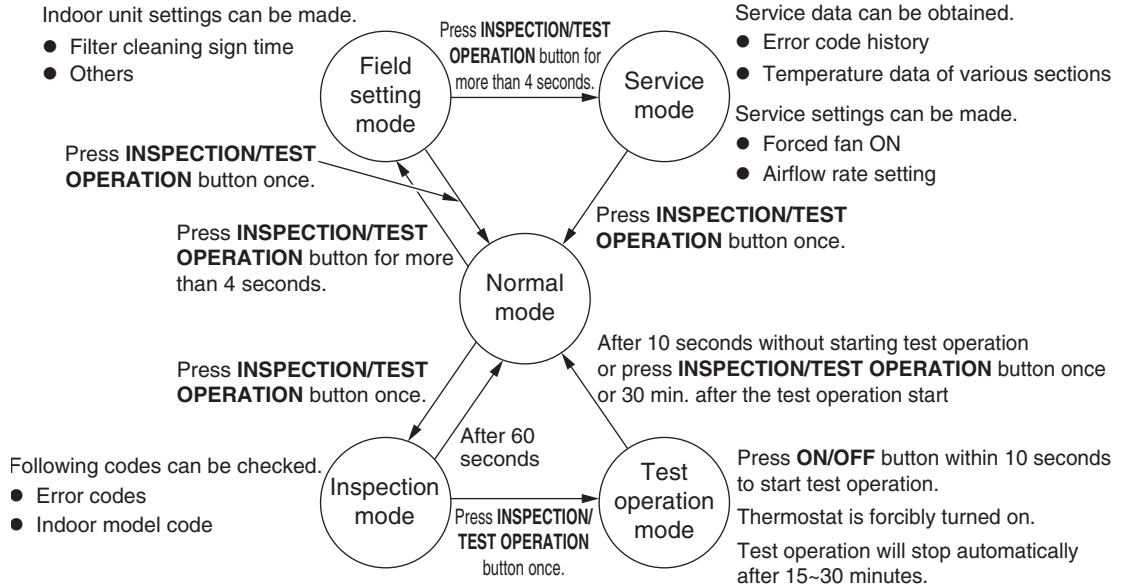 Indoor unit settings can be made.
● Filter cleaning sign time
● Others
Field
setting
mode
Press INSPECTION/TEST
OPERATION button for
more than 4 seconds.
Service
mode
Service data can be obtained.
● Error code history
● Temperature data of various sections
Service settings can be made.
● Forced fan ON
● Airflow rate setting
Press INSPECTION/TEST
OPERATION button once.
Press INSPECTION/TEST
OPERATION button for more
than 4 seconds.
Press INSPECTION/TEST
OPERATION button once.
Normal
mode
Press INSPECTION/TEST
OPERATION button once.
After 10 seconds without starting test operation
or press INSPECTION/TEST OPERATION button once
or 30 min. after the test operation start
After 60
seconds
Following codes can be checked.
● Error codes
● Indoor model code
Inspection
mode
Press INSPECTION/
TEST OPERATION
button once.
Test
operation
mode
Press ON/OFF button within 10 seconds
to start test operation.
Thermostat is forcibly turned on.
Test operation will stop automatically
after 15~30 minutes.